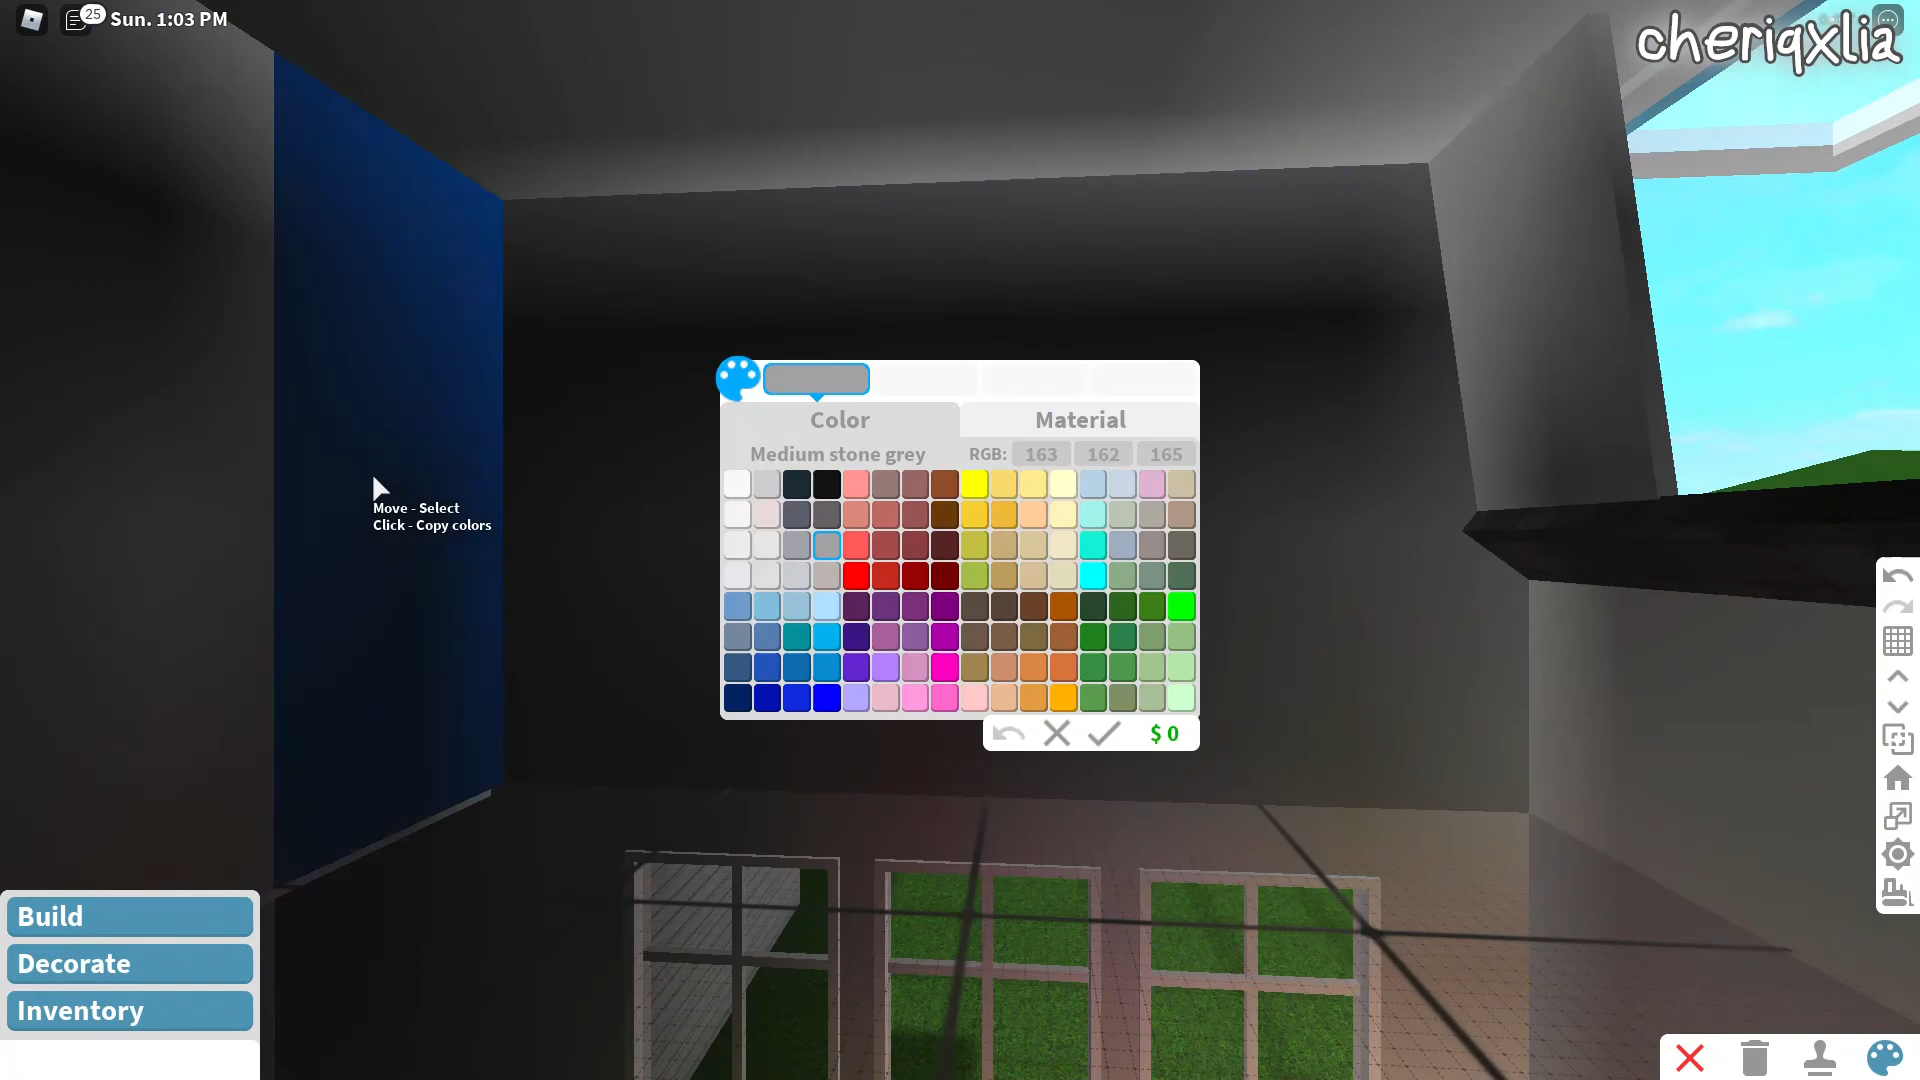 25
Sun. 1:03 PM
cheriqxlia
Color
Material
Medium stone grey
RGB: 163 162 165
Move - Select
Click - Copy colors
$ 0
Build
Decorate
Inventory